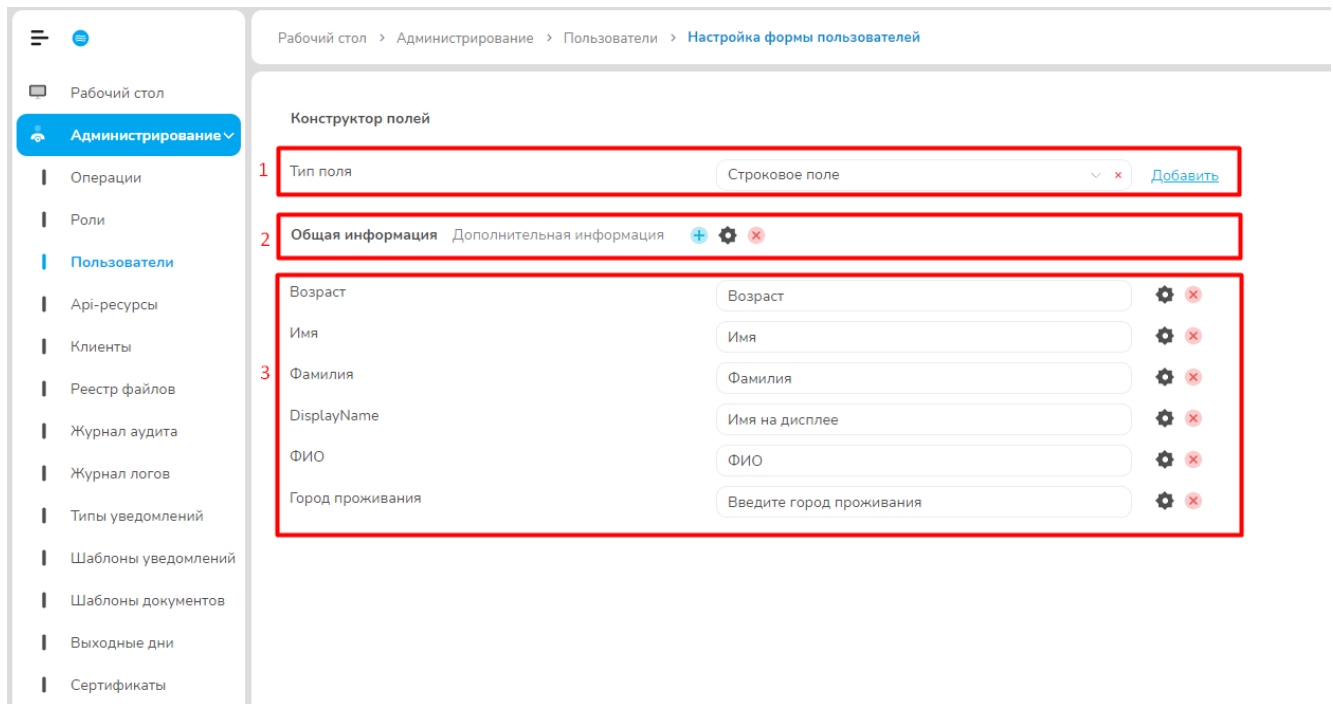 Рабочий стол > Администрирование > Пользователи > Настройка формы пользователей
Рабочий стол
Администрирование
Операции
Роли
Пользователи
Api-ресурсы
Клиенты
Реестр файлов
Журнал аудита
Журнал логов
Типы уведомлений
Шаблоны уведомлений
Шаблоны документов
Выходные дни
Сертификаты
Конструктор полей
1 Тип поля Строковое поле Добавить
2 Общая информация Дополнительная информация
3
Возраст Возраст
Имя Имя
Фамилия Фамилия
DisplayName Имя на дисплее
ФИО ФИО
Город проживания Введите город проживания